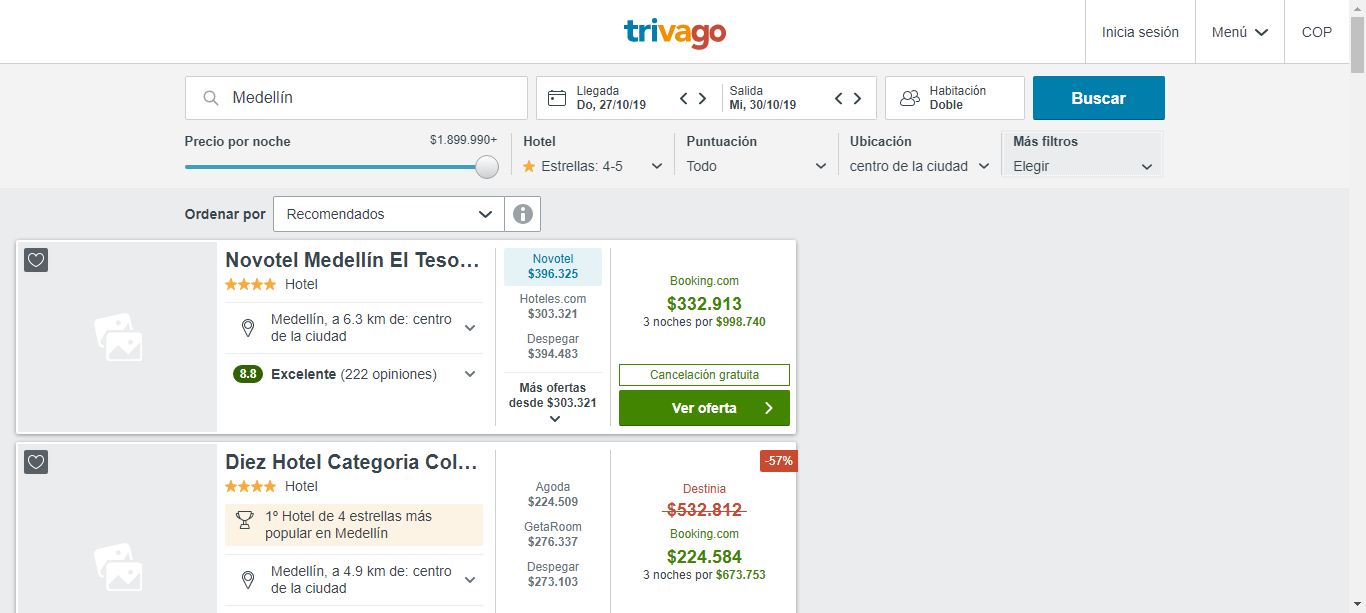 trivago
Inicia sesión
Menú
COP
Medellín
Llegada
Do, 27/10/19
Salida
Mi, 30/10/19
Habitación
Doble
Buscar
Precio por noche
$1.899.990+
Hotel
Estrellas: 4-5
Puntuación
Todo
Ubicación
centro de la ciudad
Más filtros
Elegir
Ordenar por
Recomendados
Novotel Medellín El Teso...
Hotel
Medellín, a 6.3 km de: centro
de la ciudad
8.8 Excelente (222 opiniones)
Novotel
$396.325
Hoteles.com
$303.321
Despegar
$394.483
Más ofertas
desde $303.321
Booking.com
$332.913
3 noches por $998.740
Cancelación gratuita
Ver oferta
Diez Hotel Categoria Col...
Hotel
1º Hotel de 4 estrellas más
popular en Medellín
Medellín, a 4.9 km de: centro
de la ciudad
Agoda
$224.509
GetaRoom
$276.337
Despegar
$273.103
-57%
Destinia
$532.812
Booking.com
$224.584
3 noches por $673.753